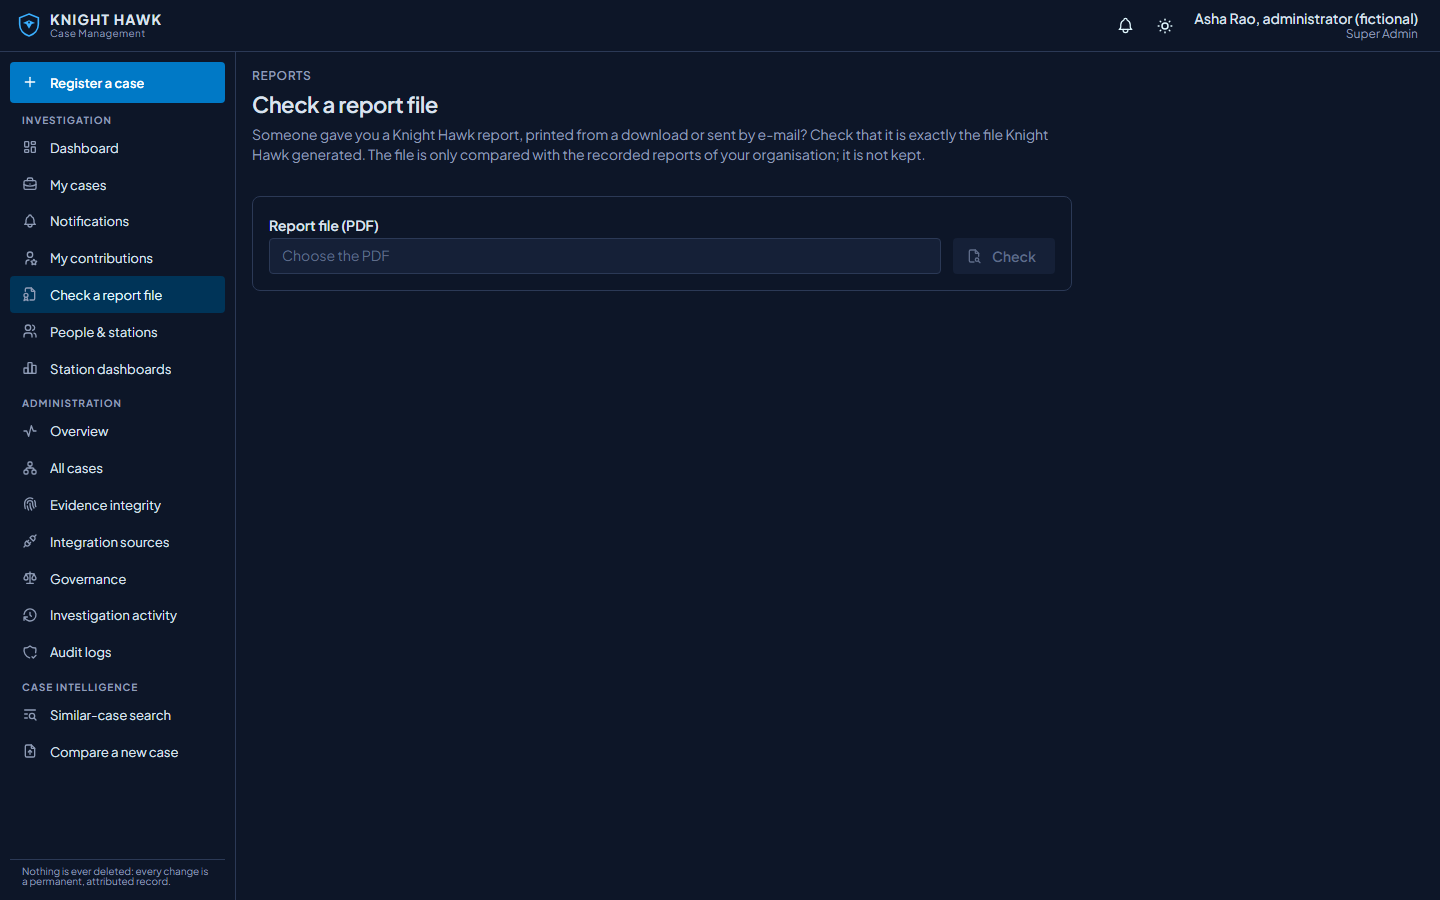 KNIGHT HAWK
Case Management
Asha Rao, administrator (fictional)
Super Admin
Register a case
INVESTIGATION
Dashboard
My cases
Notifications
My contributions
Check a report file
People & stations
Station dashboards
ADMINISTRATION
Overview
All cases
Evidence integrity
Integration sources
Governance
Investigation activity
Audit logs
CASE INTELLIGENCE
Similar-case search
Compare a new case
Nothing is ever deleted: every change is
a permanent, attributed record.
REPORTS
Check a report file
Someone gave you a Knight Hawk report, printed from a download or sent by e-mail? Check that it is exactly the file Knight
Hawk generated. The file is only compared with the recorded reports of your organisation; it is not kept.
Report file (PDF)
Choose the PDF
Check